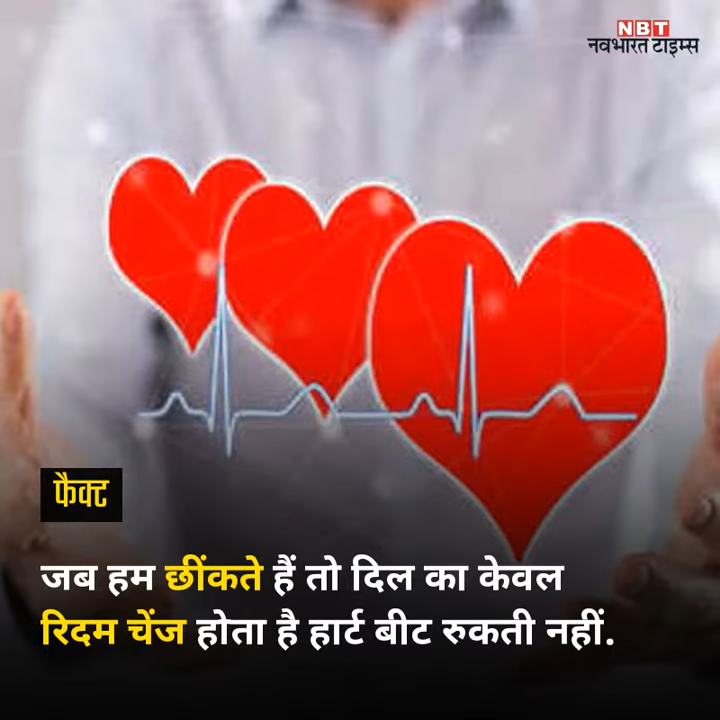 NBT
नवभारत टाइम्स
फैक्ट
जब हम छींकते हैं तो दिल का केवल
रिदम चेंज होता है हार्ट बीट रुकती नहीं.